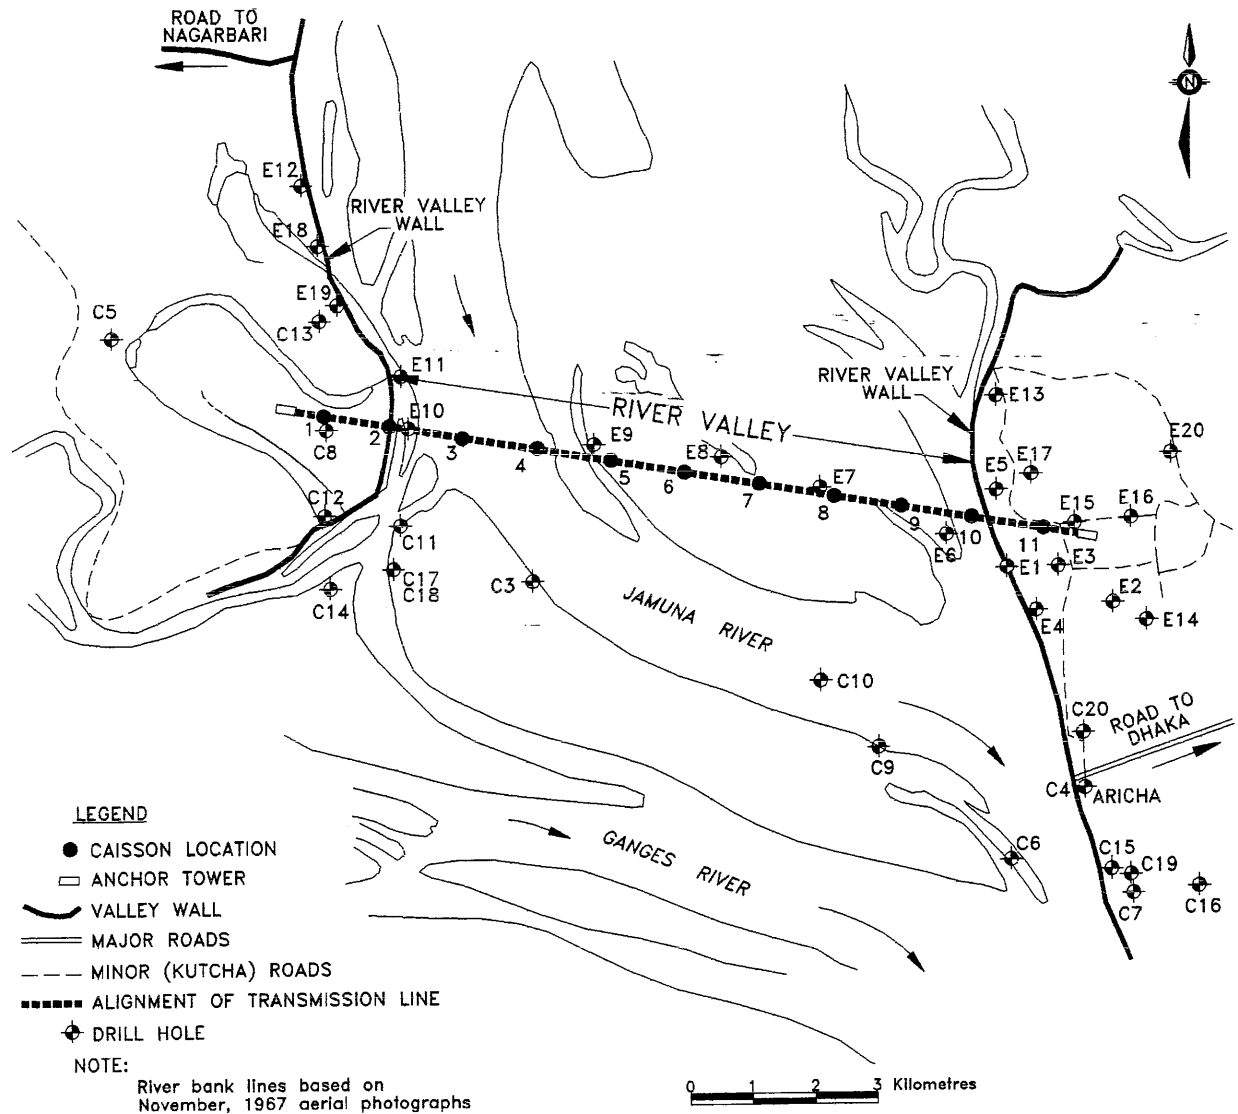 ROAD TO
NAGARBARI
N
E12
RIVER VALLEY
WALL
E18
E19
C13
C5
E11
RIVER VALLEY
WALL
E13
RIVER VALLEY
E10
1
2
3
4
5
6
7
8
9
10
11
C8
E9
E8
E7
E6
E5
E17
E20
E15
E16
C12
C11
C17
C18
C14
C3
E1
E3
E2
E4
E14
JAMUNA RIVER
C10
C9
C20
ROAD TO
DHAKA
C4
ARICHA
GANGES RIVER
C6
C15
C19
C7
C16
LEGEND
CAISSON LOCATION
ANCHOR TOWER
VALLEY WALL
MAJOR ROADS
MINOR (KUTCHA) ROADS
ALIGNMENT OF TRANSMISSION LINE
DRILL HOLE
NOTE:
River bank lines based on
November, 1967 aerial photographs
0 1 2 3 Kilometres